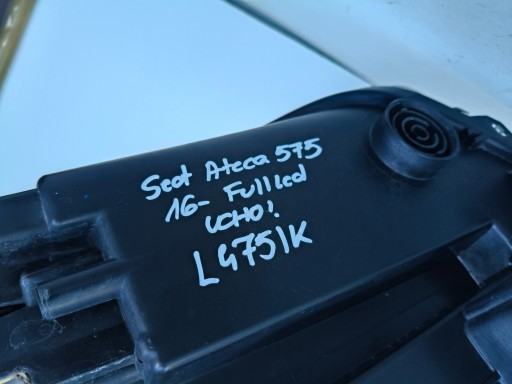 Seat Ateca 575
16- Full led
UCHO!
L4751K